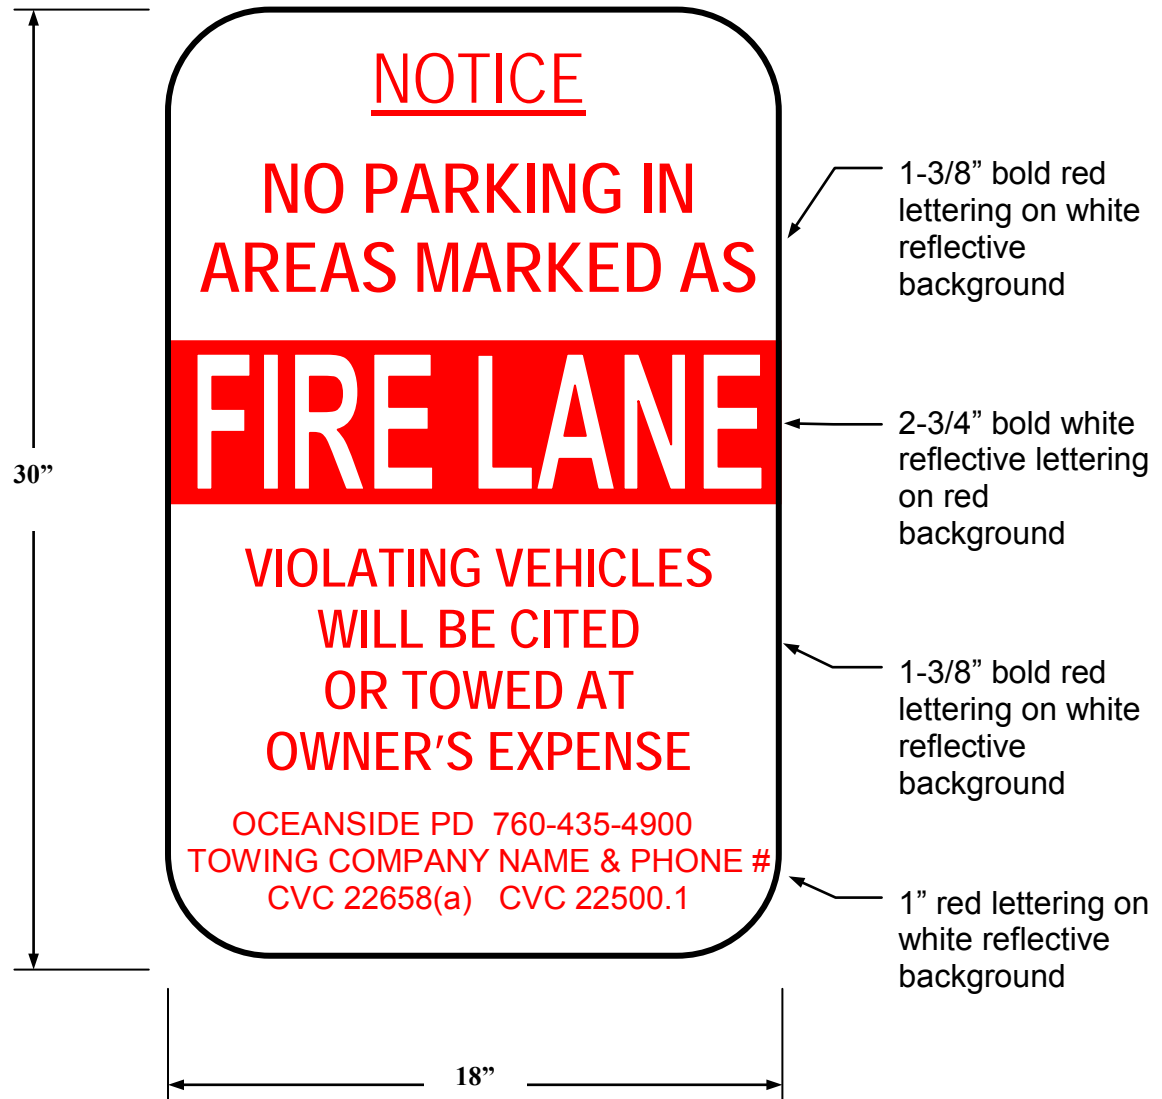 NOTICE
NO PARKING IN
AREAS MARKED AS
FIRE LANE
VIOLATING VEHICLES
WILL BE CITED
OR TOWED AT
OWNER’S EXPENSE
OCEANSIDE PD 760-435-4900
TOWING COMPANY NAME & PHONE #
CVC 22658(a) CVC 22500.1
30”
18”
1-3/8” bold red
lettering on white
reflective
background
2-3/4” bold white
reflective lettering
on red
background
1-3/8” bold red
lettering on white
reflective
background
1” red lettering on
white reflective
background